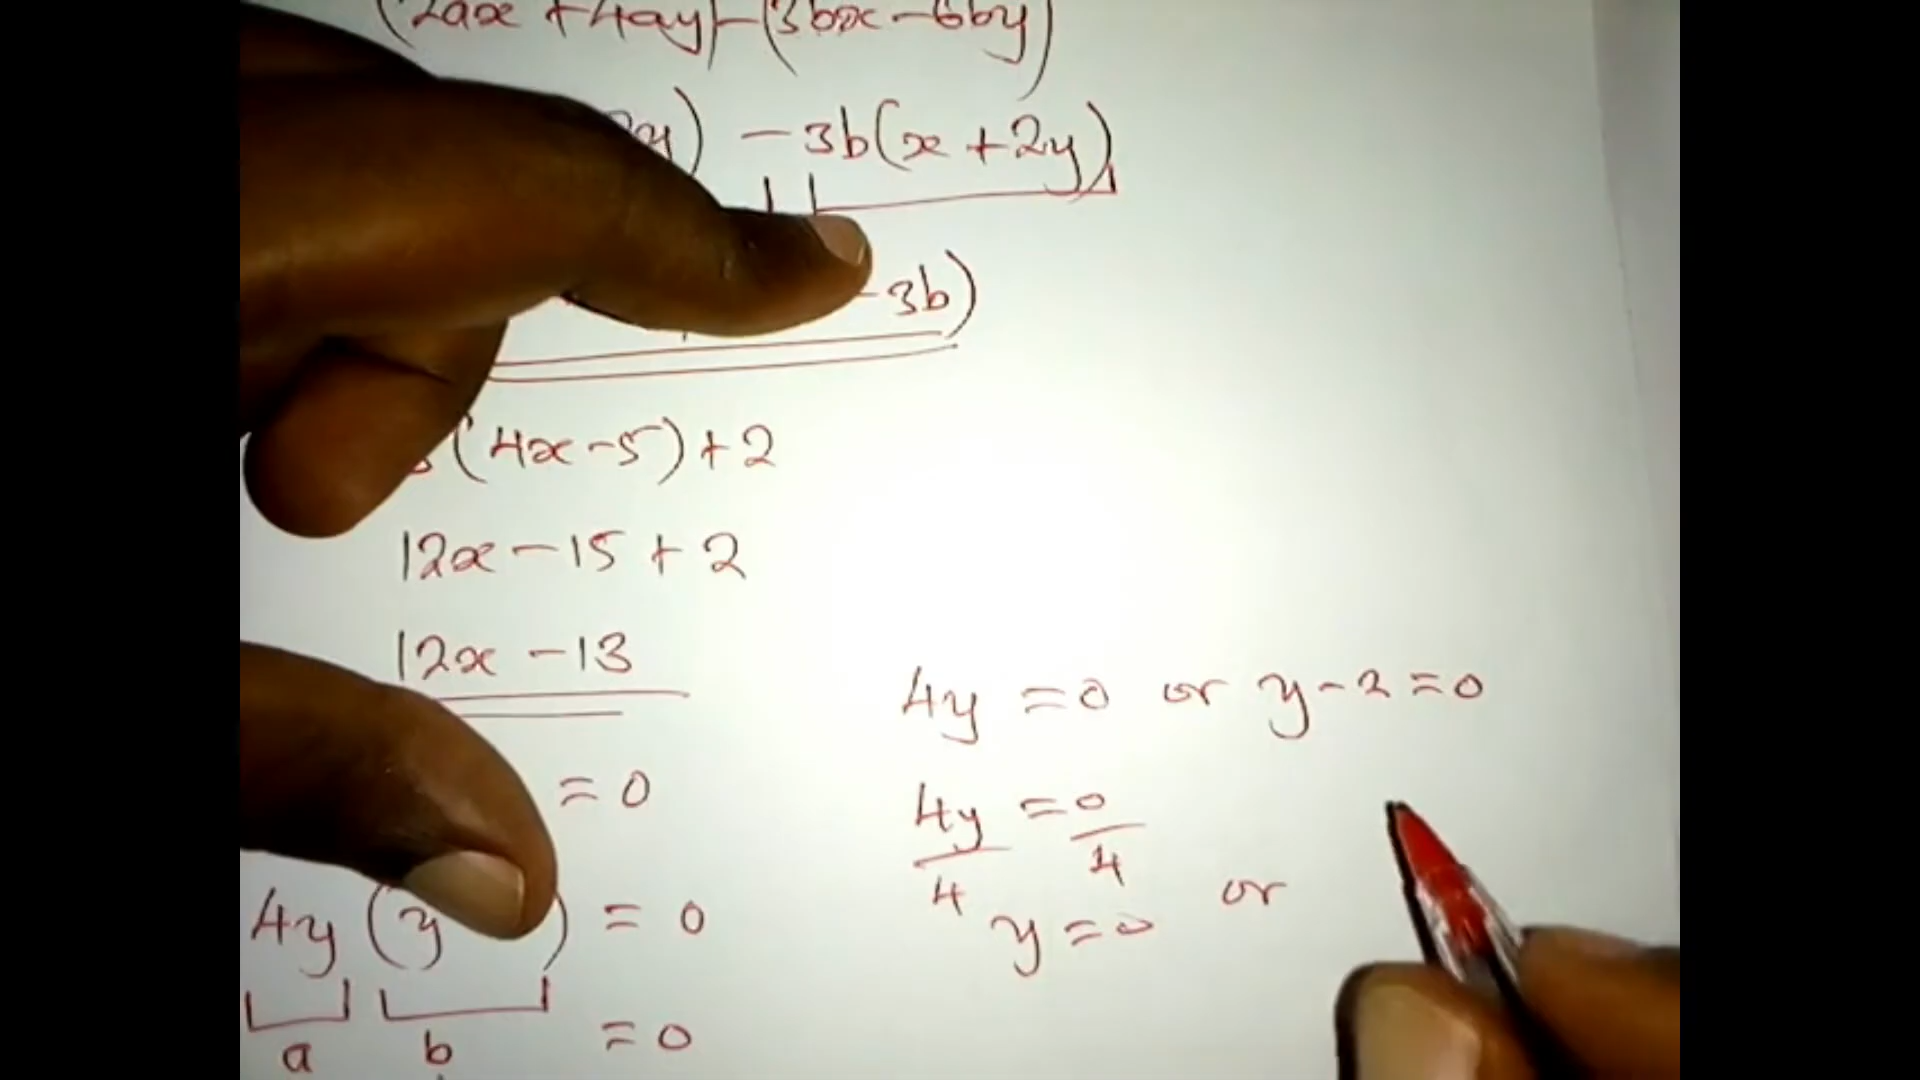 (2ax + 4ay) - (3bx - 6by)
2y) - 3b(x + 2y)
- 3b)
(4x - 5) + 2
12x - 15 + 2
12x - 13
= 0
4y (y ) = 0
a b = 0
4y = 0 or y - 2 = 0
4y/4 = 0/4
y = 0 or